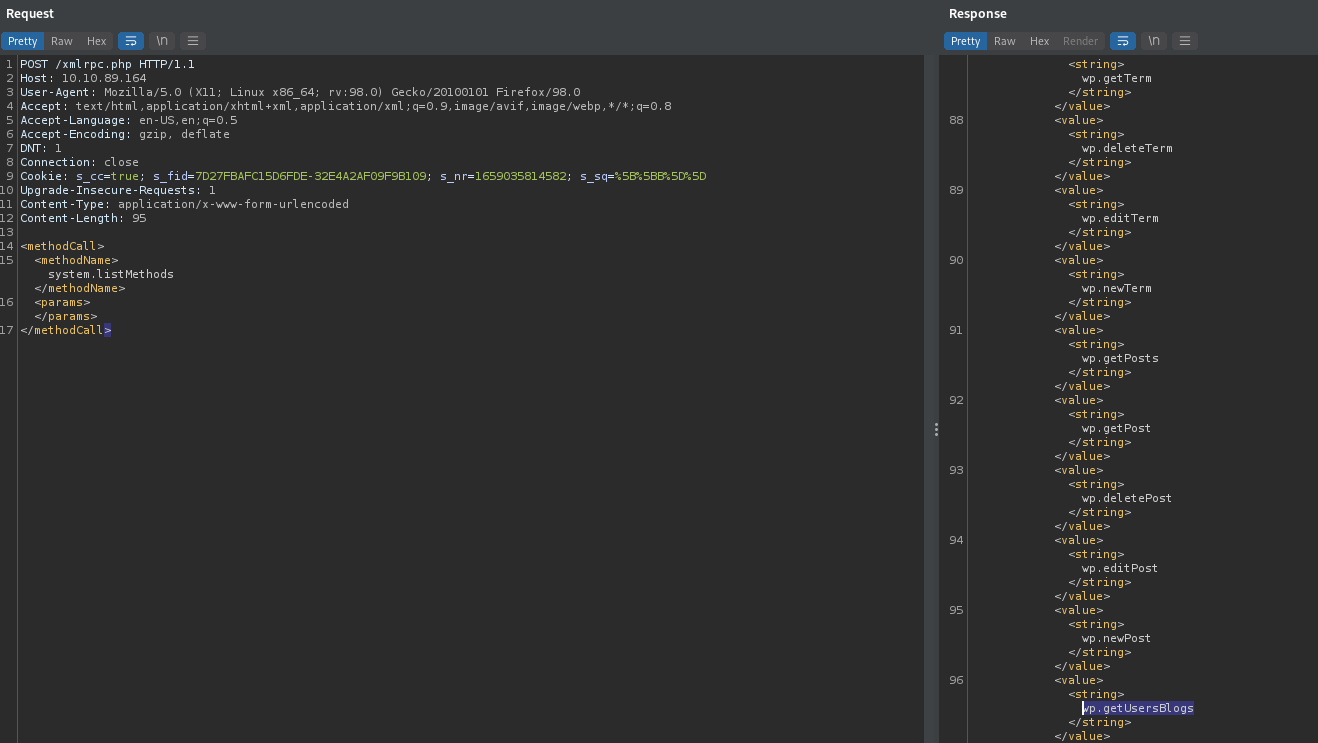 Request
Pretty Raw Hex \n
1 POST /xmlrpc.php HTTP/1.1
2 Host: 10.10.89.164
3 User-Agent: Mozilla/5.0 (X11; Linux x86_64; rv:98.0) Gecko/20100101 Firefox/98.0
4 Accept: text/html,application/xhtml+xml,application/xml;q=0.9,image/avif,image/webp,*/*;q=0.8
5 Accept-Language: en-US,en;q=0.5
6 Accept-Encoding: gzip, deflate
7 DNT: 1
8 Connection: close
9 Cookie: s_cc=true; s_fid=7D27FBAFC15D6FDE-32E4A2AF09F9B109; s_nr=1659035814582; s_sq=%5B%5BB%5D%5D
10 Upgrade-Insecure-Requests: 1
11 Content-Type: application/x-www-form-urlencoded
12 Content-Length: 95
13
14 <methodCall>
15 <methodName>
system.listMethods
</methodName>
16 <params>
</params>
17 </methodCall>
Response
Pretty Raw Hex Render \n
<string>
wp.getTerm
</string>
</value>
88 <value>
<string>
wp.deleteTerm
</string>
</value>
89 <value>
<string>
wp.editTerm
</string>
</value>
90 <value>
<string>
wp.newTerm
</string>
</value>
91 <value>
<string>
wp.getPosts
</string>
</value>
92 <value>
<string>
wp.getPost
</string>
</value>
93 <value>
<string>
wp.deletePost
</string>
</value>
94 <value>
<string>
wp.editPost
</string>
</value>
95 <value>
<string>
wp.newPost
</string>
</value>
96 <value>
<string>
wp.getUsersBlogs
</string>
</value>